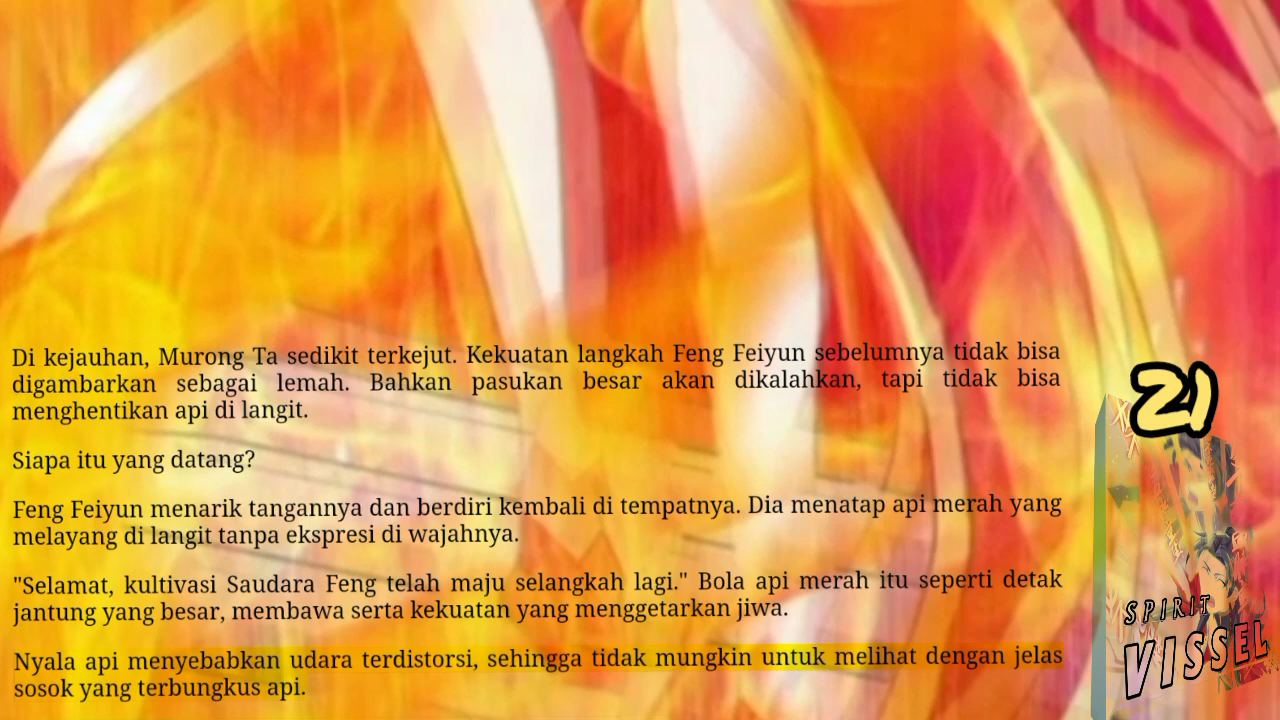 Di kejauhan, Murong Ta sedikit terkejut. Kekuatan langkah Feng Feiyun sebelumnya tidak bisa
digambarkan sebagai lemah. Bahkan pasukan besar akan dikalahkan, tapi tidak bisa
menghentikan api di langit.
Siapa itu yang datang?
Feng Feiyun menarik tangannya dan berdiri kembali di tempatnya. Dia menatap api merah yang
melayang di langit tanpa ekspresi di wajahnya.
"Selamat, kultivasi Saudara Feng telah maju selangkah lagi." Bola api merah itu seperti detak
jantung yang besar, membawa serta kekuatan yang menggetarkan jiwa.
Nyala api menyebabkan udara terdistorsi, sehingga tidak mungkin untuk melihat dengan jelas
sosok yang terbungkus api.
21
SPIRIT
VISSEL